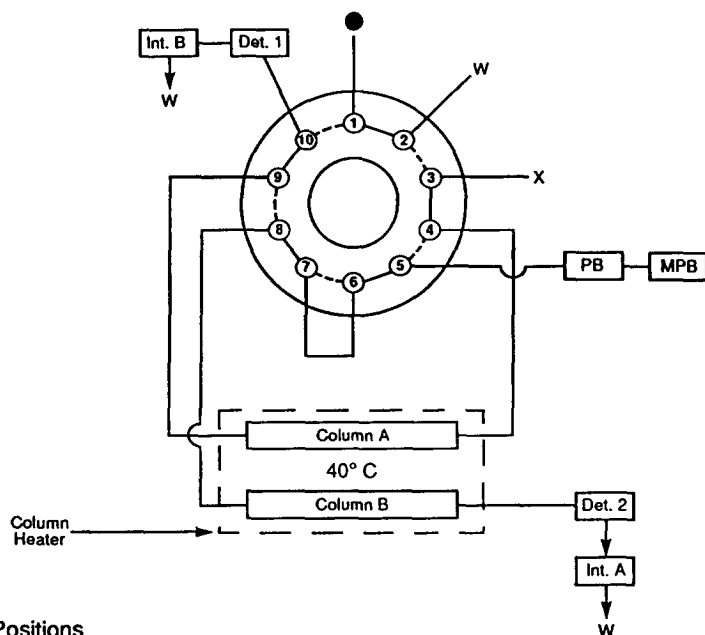 Int. B
Det. 1
W
W
1
2
3
4
5
6
7
8
9
10
X
PB
MPB
Column A
40° C
Column B
Column
Heater
Det. 2
Int. A
W
Positions